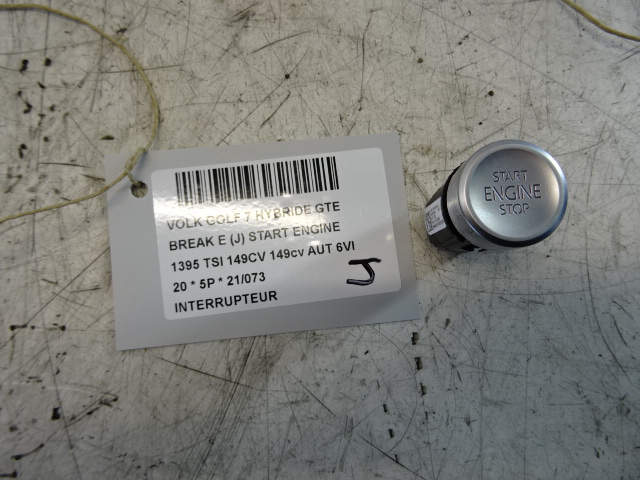 VOLK GOLF 7 HYBRIDE GTE
BREAK E (J) START ENGINE
1395 TSI 149CV 149cv AUT 6VI
20 * 5P * 21/073
INTERRUPTEUR
J
START
ENGINE
STOP